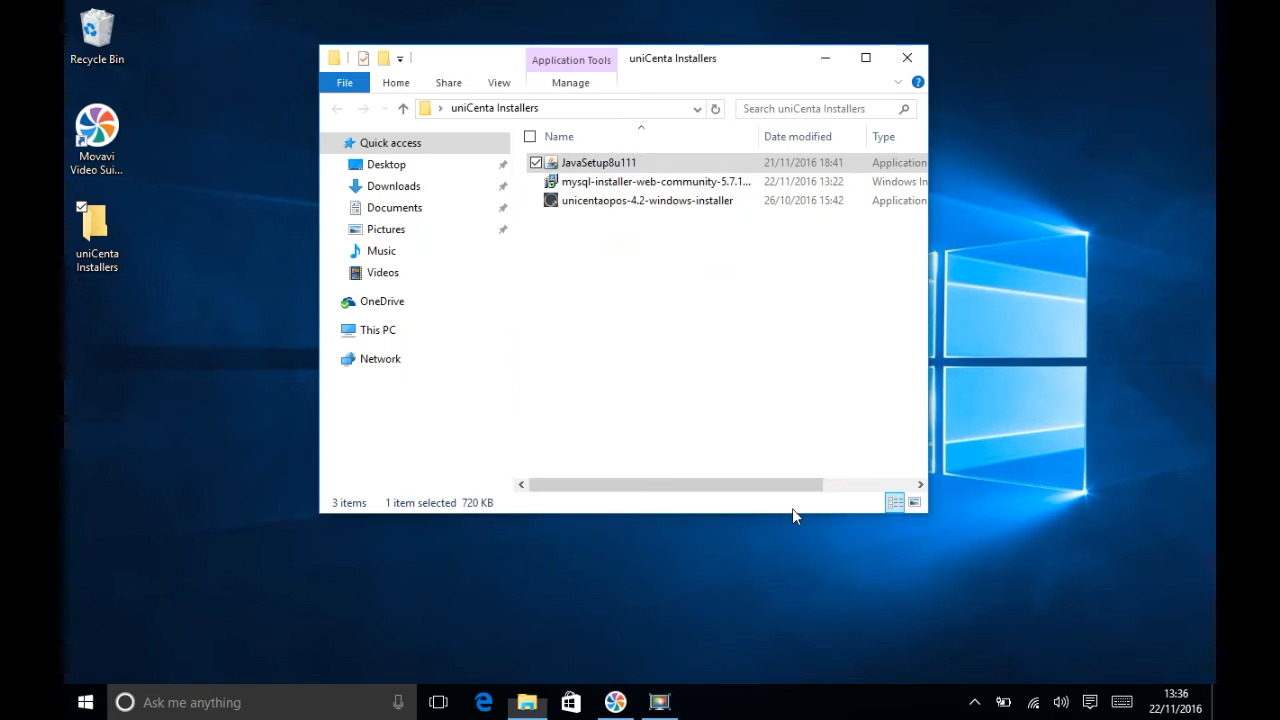 Recycle Bin
Movavi
Video Sui...
uniCenta
Installers
Application Tools
uniCenta Installers
File
Home
Share
View
Manage
uniCenta Installers
Search uniCenta Installers
Quick access
Desktop
Downloads
Documents
Pictures
Music
Videos
OneDrive
This PC
Network
Name
Date modified
Type
JavaSetup8u111
21/11/2016 18:41
Application
mysql-installer-web-community-5.7.1...
22/11/2016 13:22
Windows In
unicentaopos-4.2-windows-installer
26/10/2016 15:42
Application
3 items
1 item selected 720 KB
Ask me anything
13:36
22/11/2016